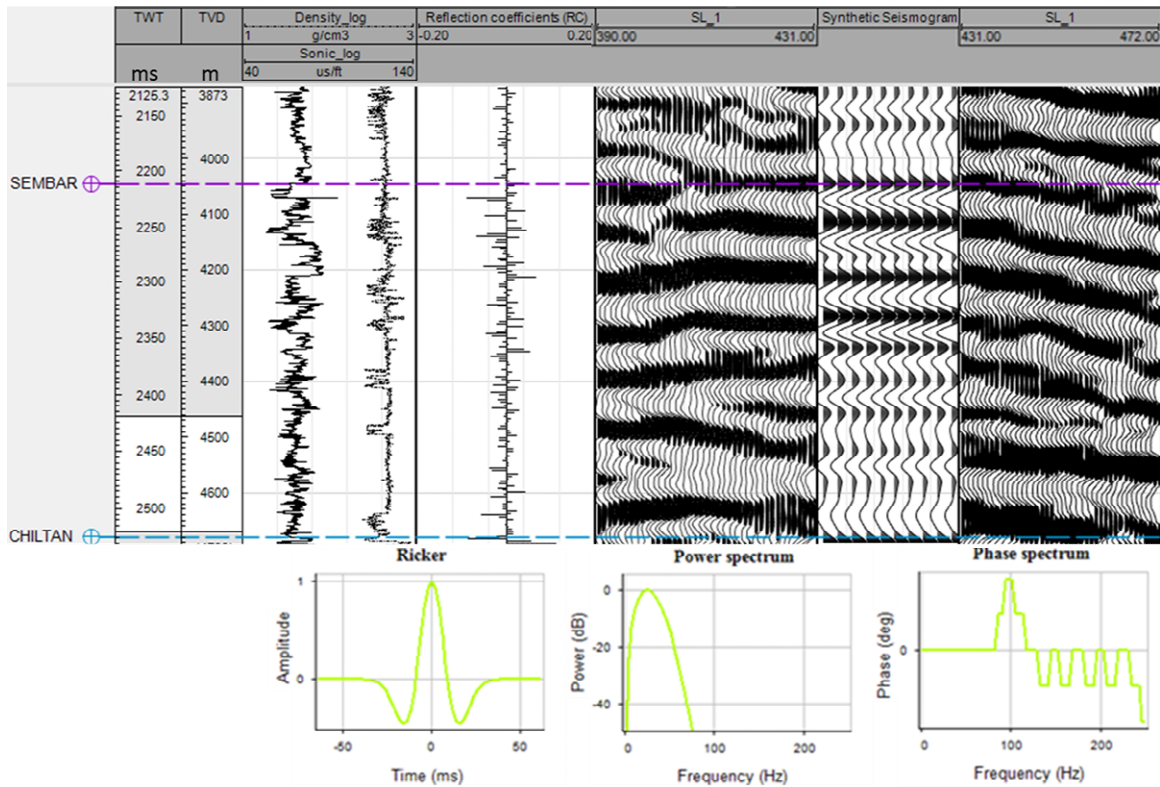 TWT TVD Density_log Reflection coefficients (RC) SL_1 Synthetic Seismogram SL_1
1 g/cm3 3 -0.20 0.20 390.00 431.00 431.00 472.00
Sonic_log
ms m 40 us/ft 140
2125.3 3873
2150
4000
2200
SEMBAR
4100
2250
4200
2300
4300
2350
4400
2400
4500
2450
4600
2500
CHILTAN
Ricker Power spectrum Phase spectrum
1
0
Amplitude
-50 0 50
Time (ms)
0
-20
-40
Power (dB)
0 100 200
Frequency (Hz)
0
Phase (deg)
0 100 200
Frequency (Hz)